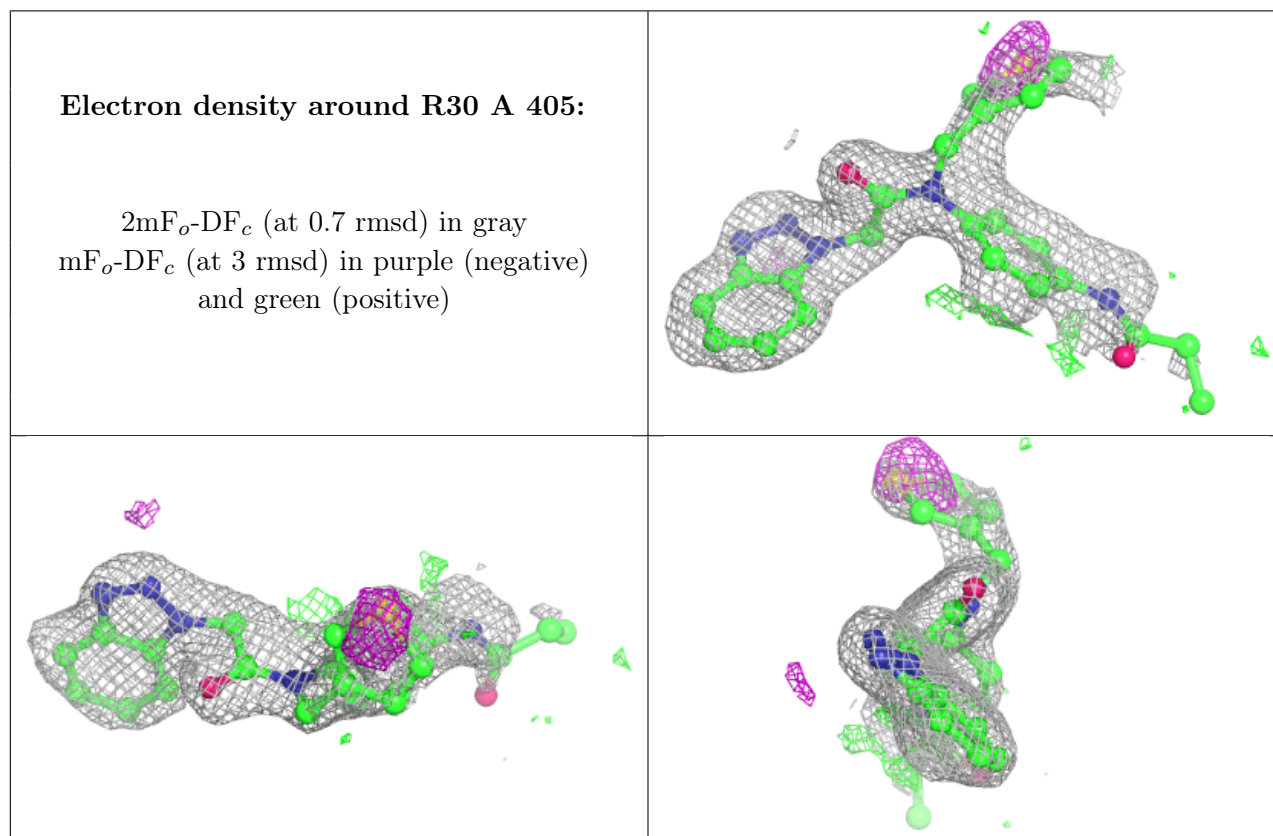 Electron density around R30 A 405:
2mFₒ-DF𝒸 (at 0.7 rmsd) in gray
mFₒ-DF𝒸 (at 3 rmsd) in purple (negative)
and green (positive)